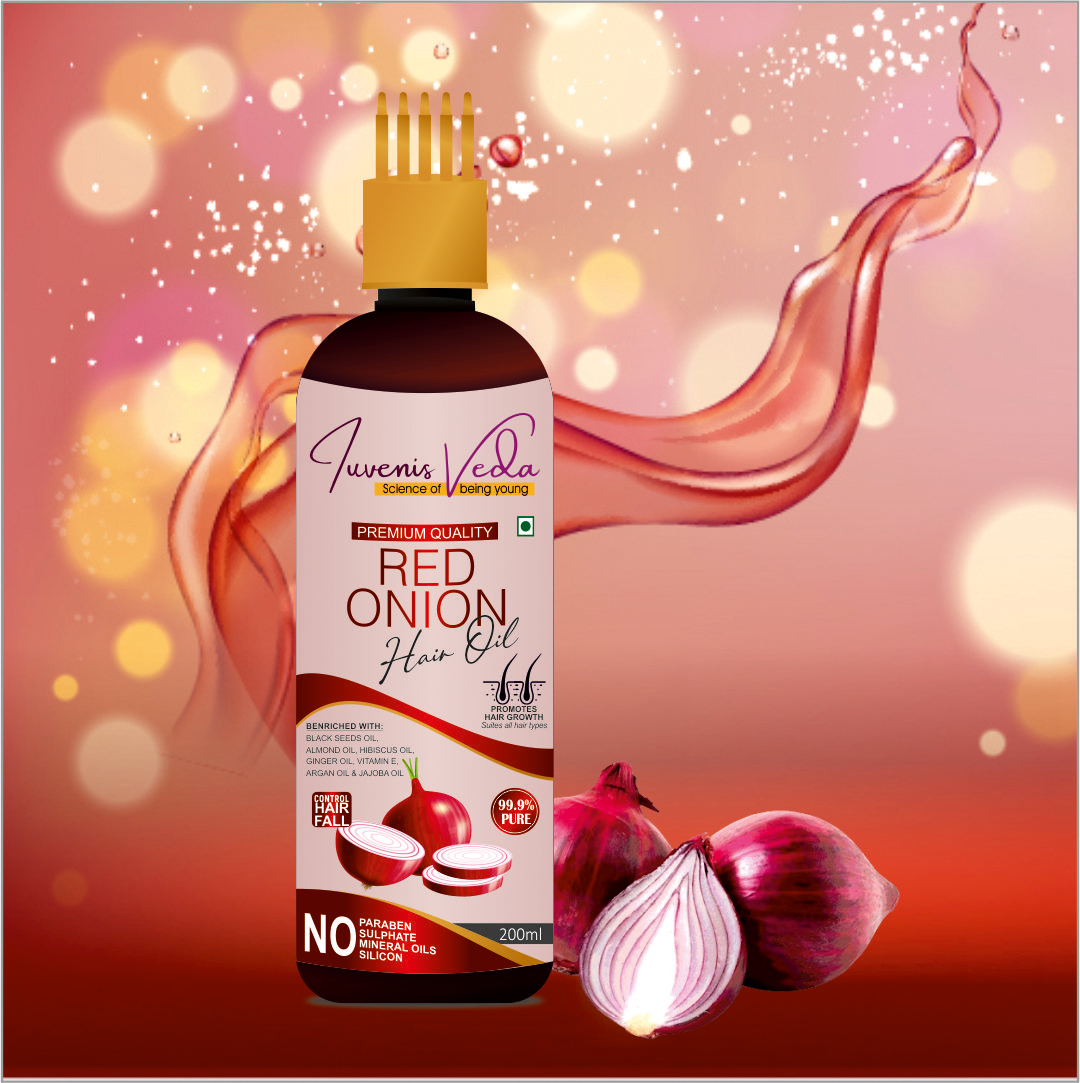 Iuvenis Veda
Science of being young
PREMIUM QUALITY
RED
ONION
Hair Oil
PROMOTES
HAIR GROWTH
Suites all hair types
BENRICHED WITH:
BLACK SEEDS OIL,
ALMOND OIL, HIBISCUS OIL,
GINGER OIL, VITAMIN E,
ARGAN OIL & JAJOBA OIL
CONTROL
HAIR
FALL
99.9%
PURE
NO
PARABEN
SULPHATE
MINERAL OILS
SILICON
200ml